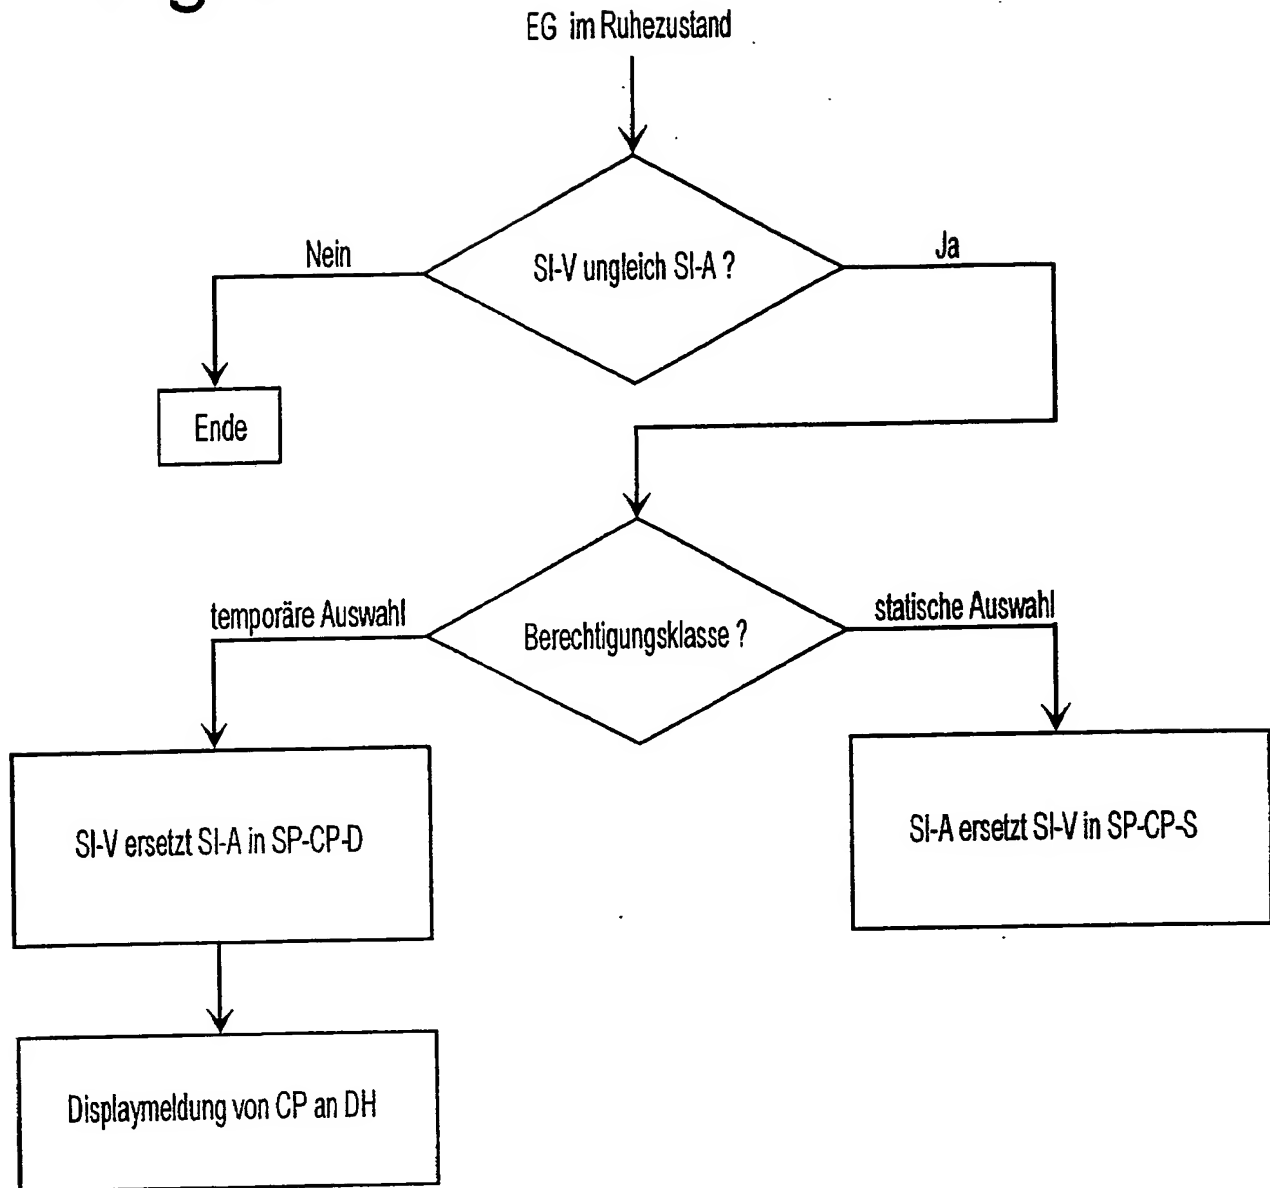 EG im Ruhezustand
SI-V ungleich SI-A ?
Nein
Ja
Ende
Berechtigungsklasse ?
temporäre Auswahl
statische Auswahl
SI-V ersetzt SI-A in SP-CP-D
SI-A ersetzt SI-V in SP-CP-S
Displaymeldung von CP an DH